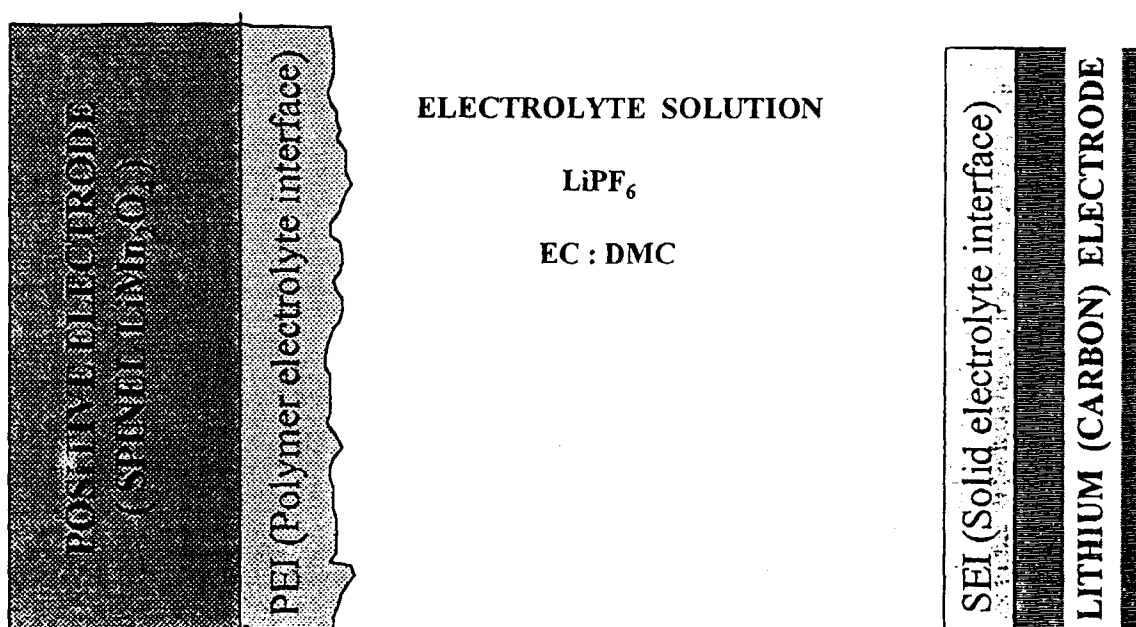 POSITIVE ELECTRODE
(SPINEL LiMn₂O₄)
PEI (Polymer electrolyte interface)
ELECTROLYTE SOLUTION
LiPF₆
EC : DMC
SEI (Solid electrolyte interface)
LITHIUM (CARBON) ELECTRODE